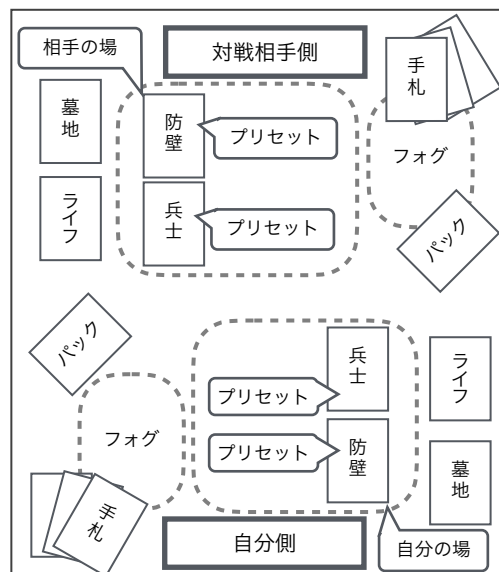 相手の場
対戦相手側
手札
墓地
防壁
プリセット
フォグ
ライフ
兵士
プリセット
パック
パック
兵士
ライフ
プリセット
フォグ
プリセット
防壁
墓地
手札
自分側
自分の場